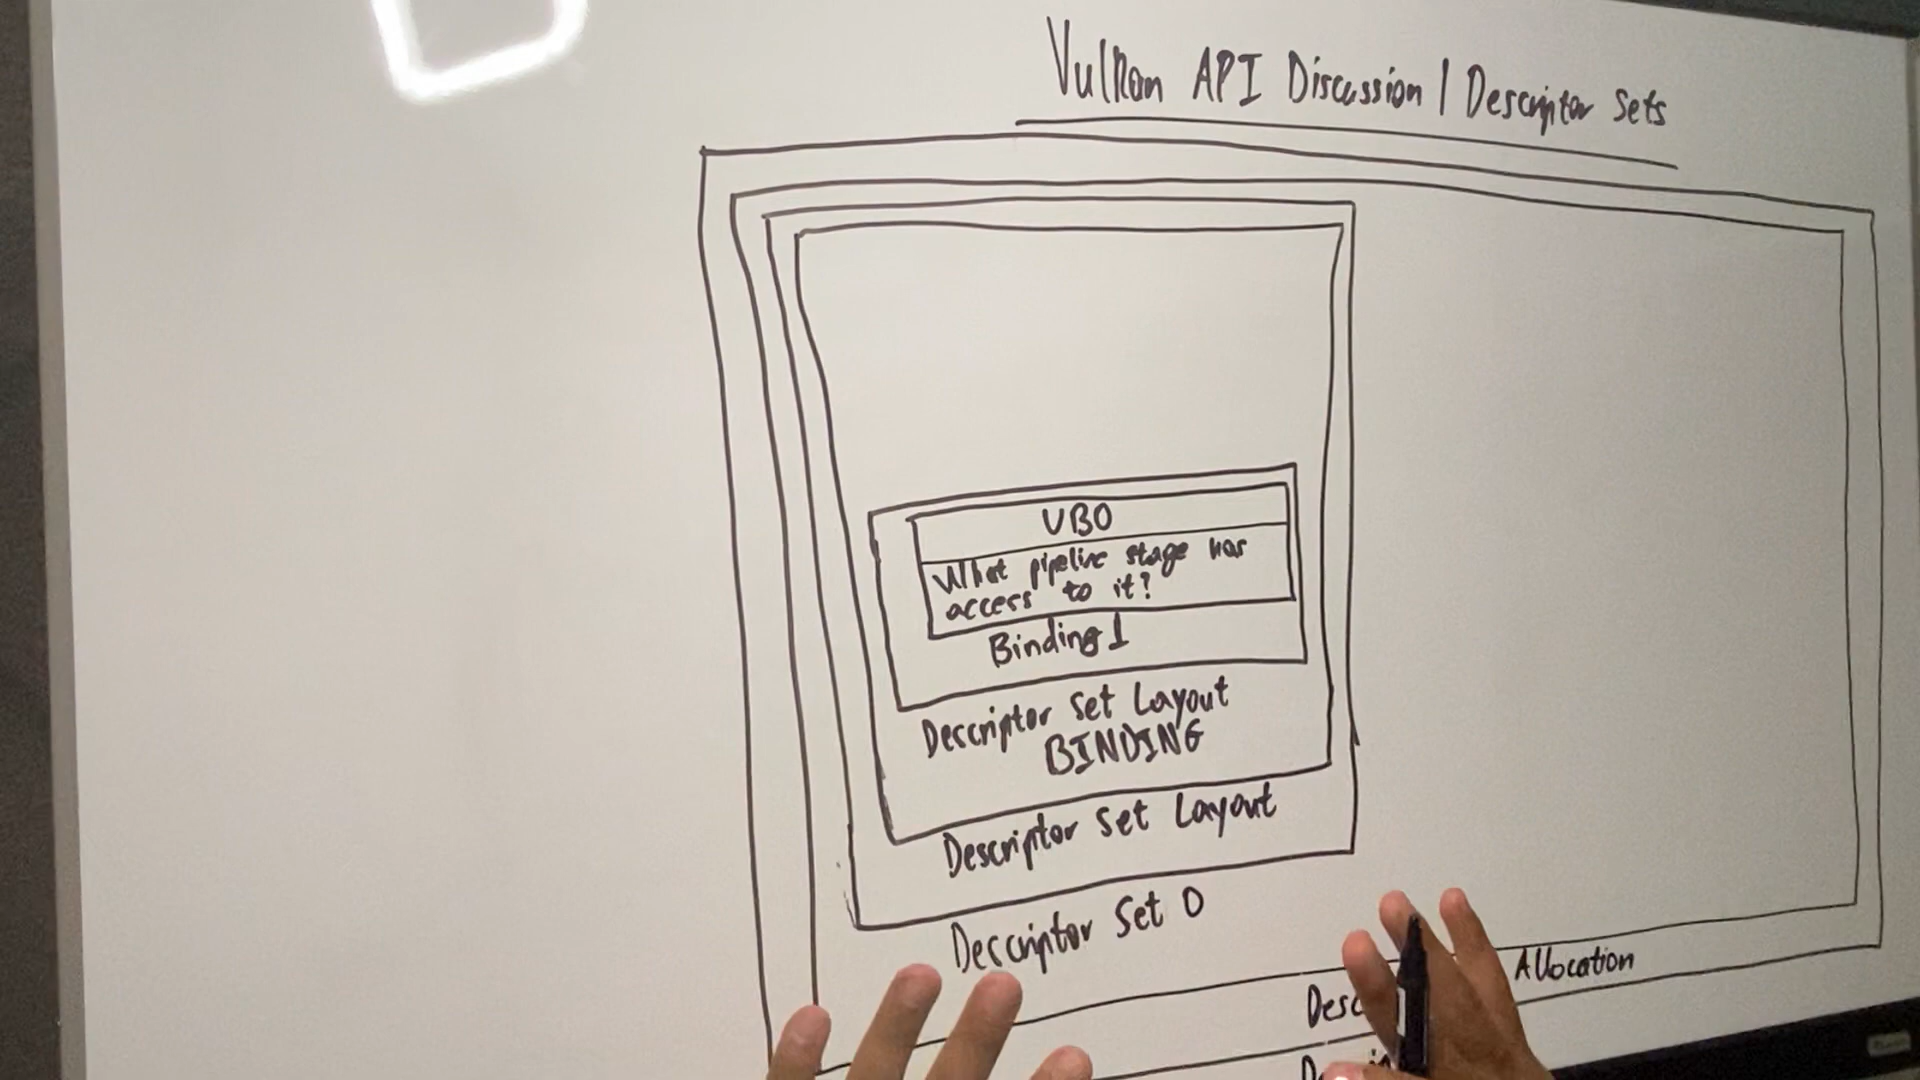 Vulkan API Discussion | Descriptor Sets
UBO
What pipeline stage has
access to it?
Binding 1
Descriptor Set Layout
BINDING
Descriptor Set Layout
Descriptor Set 0
Desc Allocation